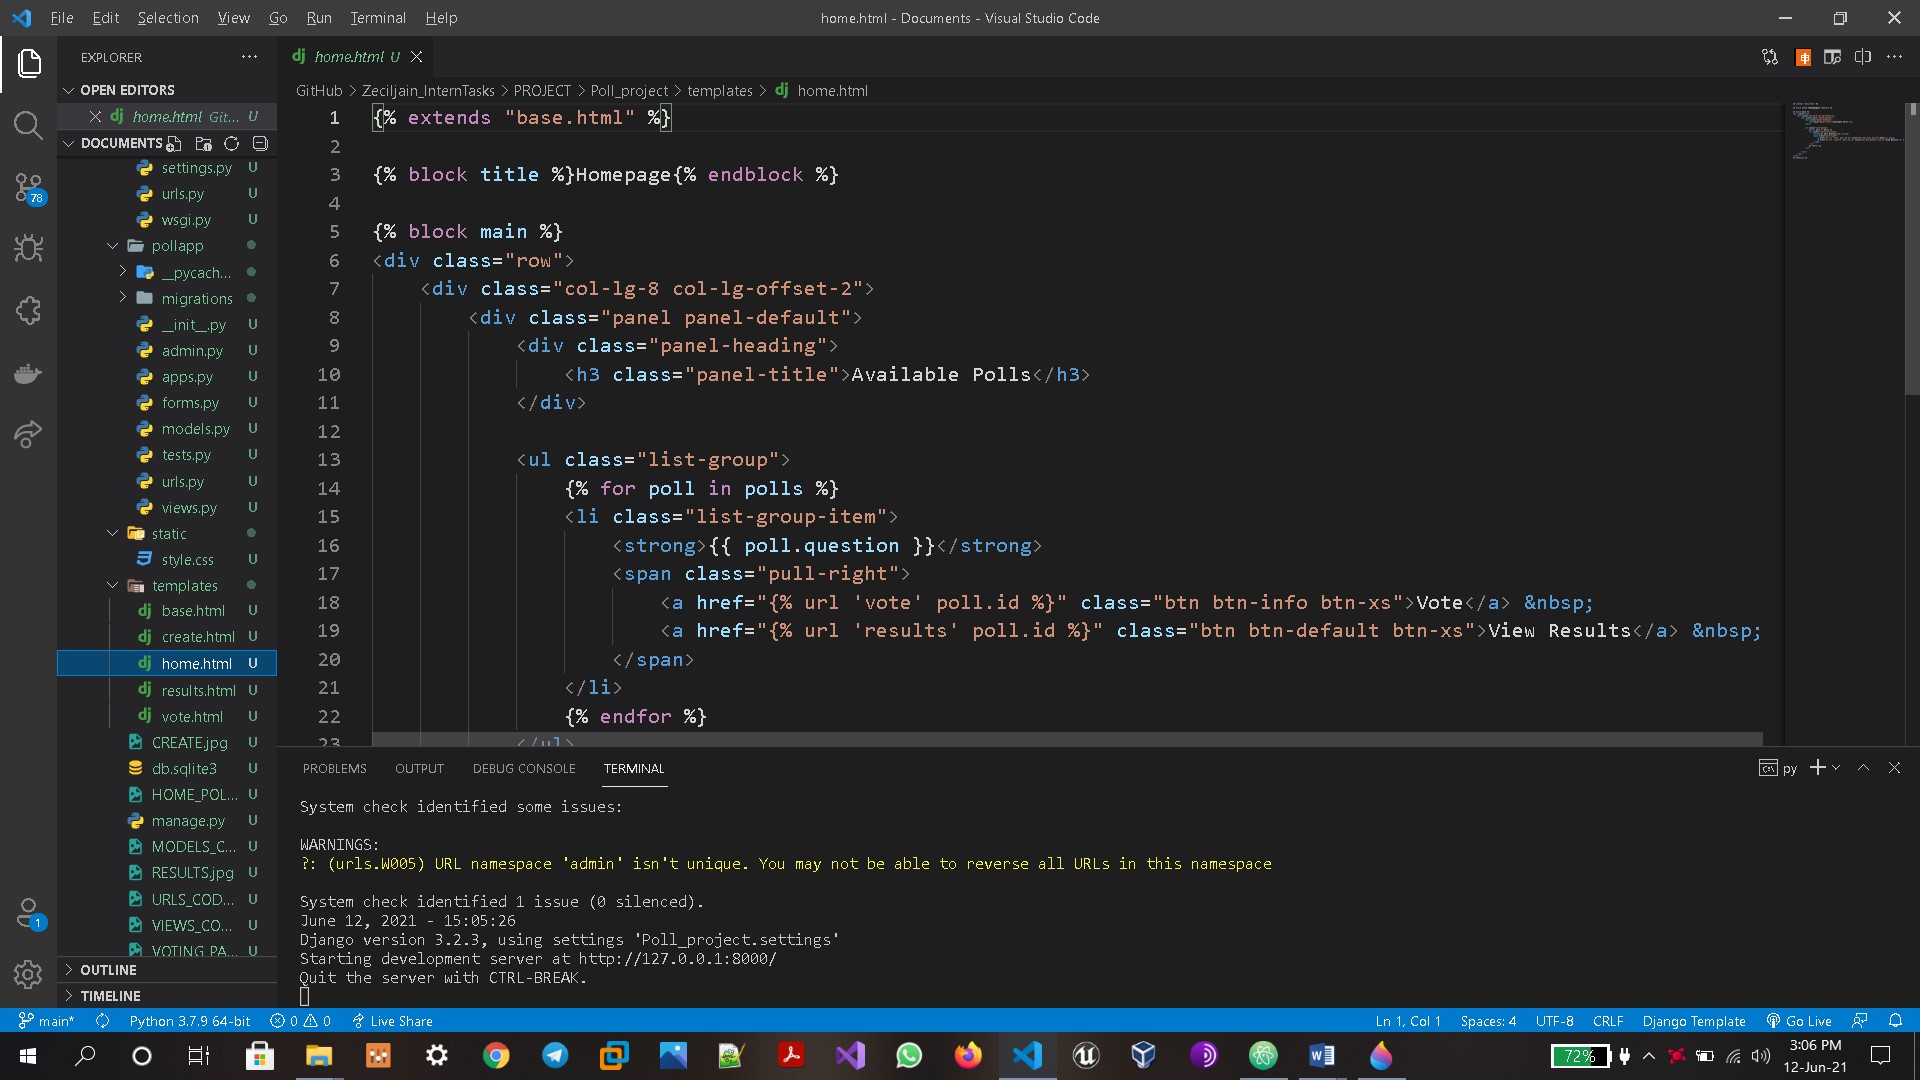 File Edit Selection View Go Run Terminal Help
home.html - Documents - Visual Studio Code
EXPLORER
home.html U
OPEN EDITORS
home.html Git... U
GitHub > Zeciljain_InternTasks > PROJECT > Poll_project > templates > home.html
DOCUMENTS
settings.py U
urls.py U
wsgi.py U
pollapp
__pycach...
migrations
__init__.py U
admin.py U
apps.py U
forms.py U
models.py U
tests.py U
urls.py U
views.py U
static
style.css U
templates
base.html U
create.html U
home.html U
results.html U
vote.html U
CREATE.jpg U
db.sqlite3 U
HOME_POL... U
manage.py U
MODELS_C... U
RESULTS.jpg U
URLS_COD... U
VIEWS_CO... U
VOTING_PA... U
OUTLINE
TIMELINE
78
1
1 {% extends "base.html" %}
2
3 {% block title %}Homepage{% endblock %}
4
5 {% block main %}
6 <div class="row">
7 <div class="col-lg-8 col-lg-offset-2">
8 <div class="panel panel-default">
9 <div class="panel-heading">
10 <h3 class="panel-title">Available Polls</h3>
11 </div>
12
13 <ul class="list-group">
14 {% for poll in polls %}
15 <li class="list-group-item">
16 <strong>{{ poll.question }}</strong>
17 <span class="pull-right">
18 <a href="{% url 'vote' poll.id %}" class="btn btn-info btn-xs">Vote</a> &nbsp;
19 <a href="{% url 'results' poll.id %}" class="btn btn-default btn-xs">View Results</a> &nbsp;
20 </span>
21 </li>
22 {% endfor %}
23 </ul>
PROBLEMS OUTPUT DEBUG CONSOLE TERMINAL
py
System check identified some issues:
WARNINGS:
?: (urls.W005) URL namespace 'admin' isn't unique. You may not be able to reverse all URLs in this namespace
System check identified 1 issue (0 silenced).
June 12, 2021 - 15:05:26
Django version 3.2.3, using settings 'Poll_project.settings'
Starting development server at http://127.0.0.1:8000/
Quit the server with CTRL-BREAK.
main* Python 3.7.9 64-bit 0 0 Live Share Ln 1, Col 1 Spaces: 4 UTF-8 CRLF Django Template Go Live
72%
3:06 PM
12-Jun-21